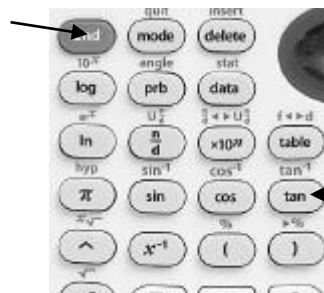 quit insert
2nd mode delete
10ˣ angle stat
log prb data
eˣ f◄►d
ln n/d ×10ⁿ table
hyp sin⁻¹ cos⁻¹ tan⁻¹
π sin cos tan
ˣ√ % ►%
^ x⁻¹ ( )
√